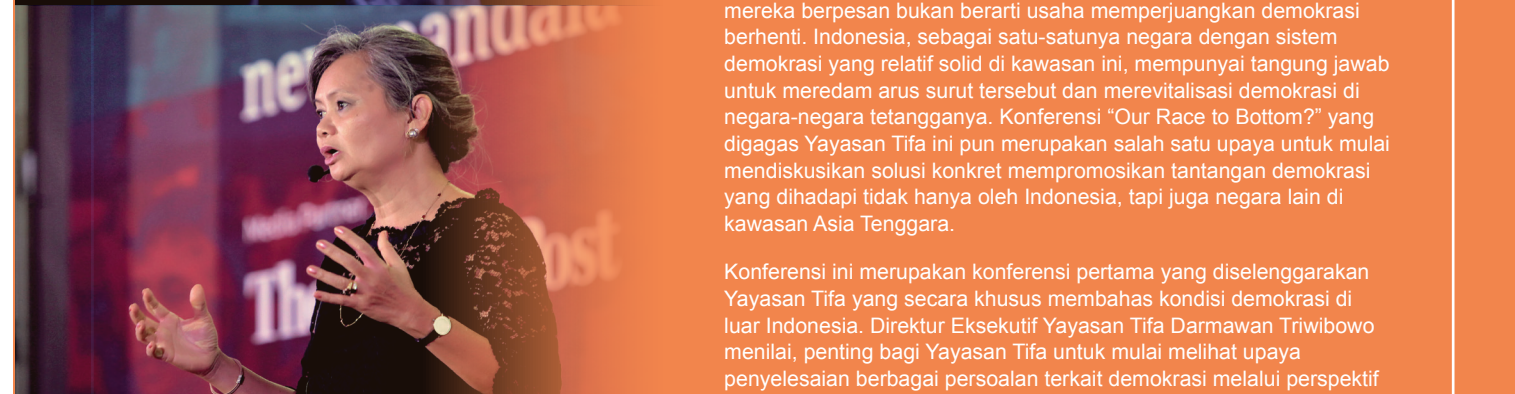 new mandala
Media Partner
The
Post
mereka berpesan bukan berarti usaha memperjuangkan demokrasi
berhenti. Indonesia, sebagai satu-satunya negara dengan sistem
demokrasi yang relatif solid di kawasan ini, mempunyai tangung jawab
untuk meredam arus surut tersebut dan merevitalisasi demokrasi di
negara-negara tetangganya. Konferensi “Our Race to Bottom?” yang
digagas Yayasan Tifa ini pun merupakan salah satu upaya untuk mulai
mendiskusikan solusi konkret mempromosikan tantangan demokrasi
yang dihadapi tidak hanya oleh Indonesia, tapi juga negara lain di
kawasan Asia Tenggara.
Konferensi ini merupakan konferensi pertama yang diselenggarakan
Yayasan Tifa yang secara khusus membahas kondisi demokrasi di
luar Indonesia. Direktur Eksekutif Yayasan Tifa Darmawan Triwibowo
menilai, penting bagi Yayasan Tifa untuk mulai melihat upaya
penyelesaian berbagai persoalan terkait demokrasi melalui perspektif